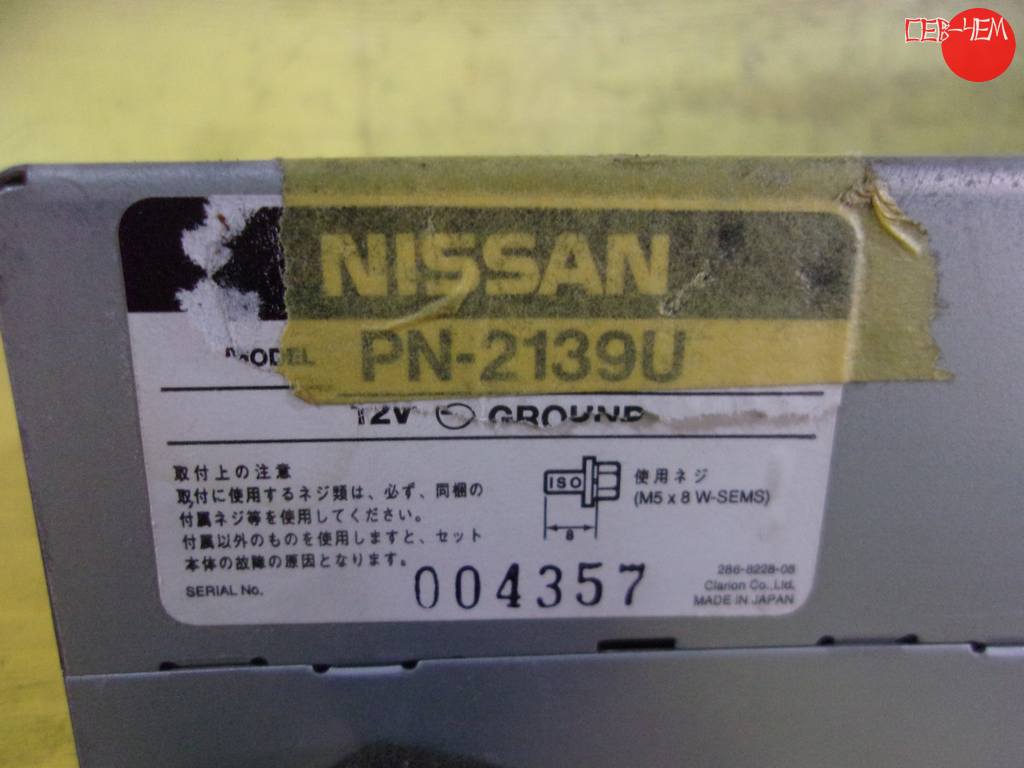 СЕВ-ЧЕМ
NISSAN
MODEL PN-2139U
12V ⊖ GROUND
取付上の注意
取付に使用するネジ類は、必ず、同梱の
付属ネジ等を使用してください。
付属以外のものを使用しますと、セット
本体の故障の原因となります。
ISO
8
使用ネジ
(M5 x 8 W-SEMS)
SERIAL No. 004357
286-8228-08
Clarion Co.,Ltd.
MADE IN JAPAN